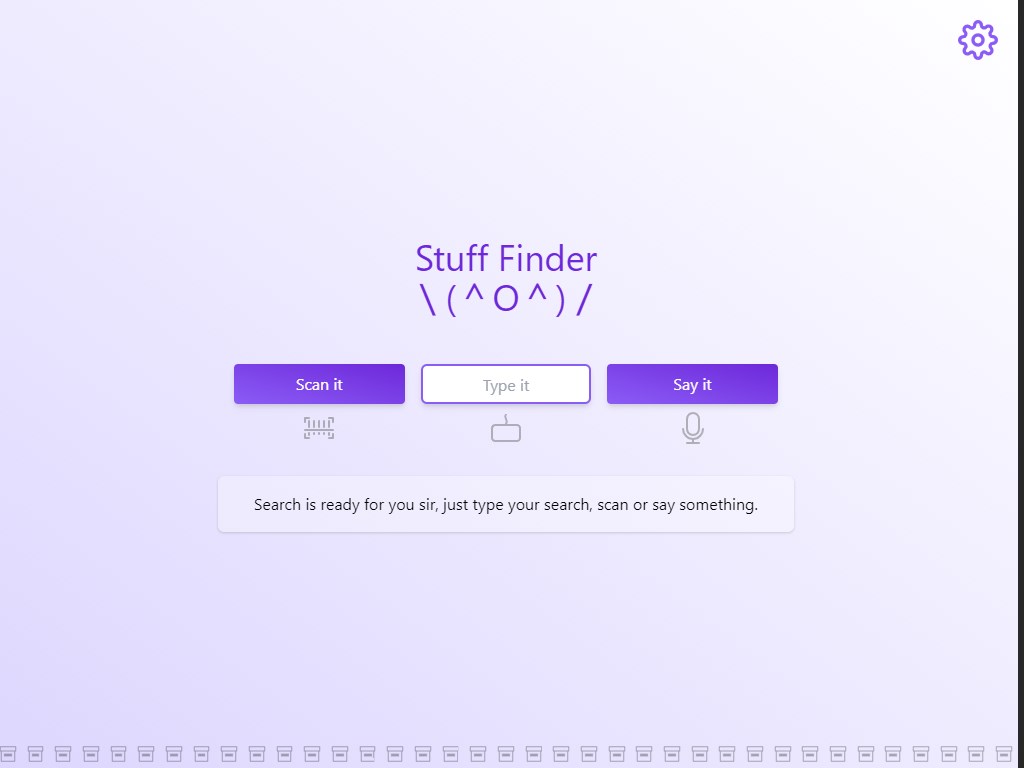 Stuff Finder
\ ( ^ O ^ ) /
Scan it
Type it
Say it
Search is ready for you sir, just type your search, scan or say something.